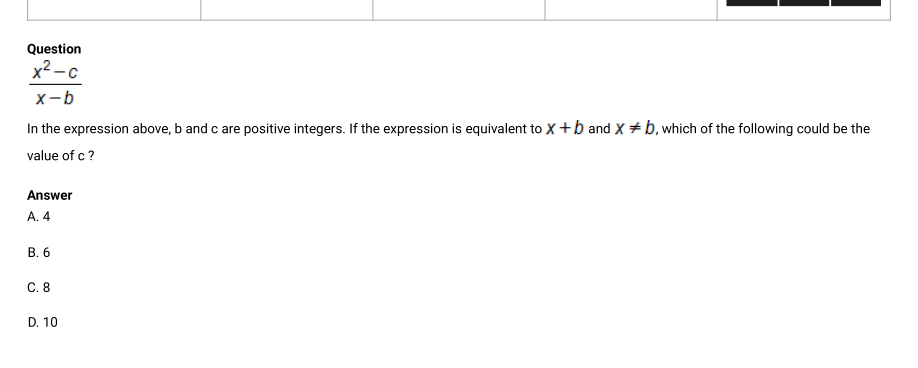 Question
x² – c
x – b
In the expression above, b and c are positive integers. If the expression is equivalent to x + b and x ≠ b, which of the following could be the
value of c ?
Answer
A. 4
B. 6
C. 8
D. 10